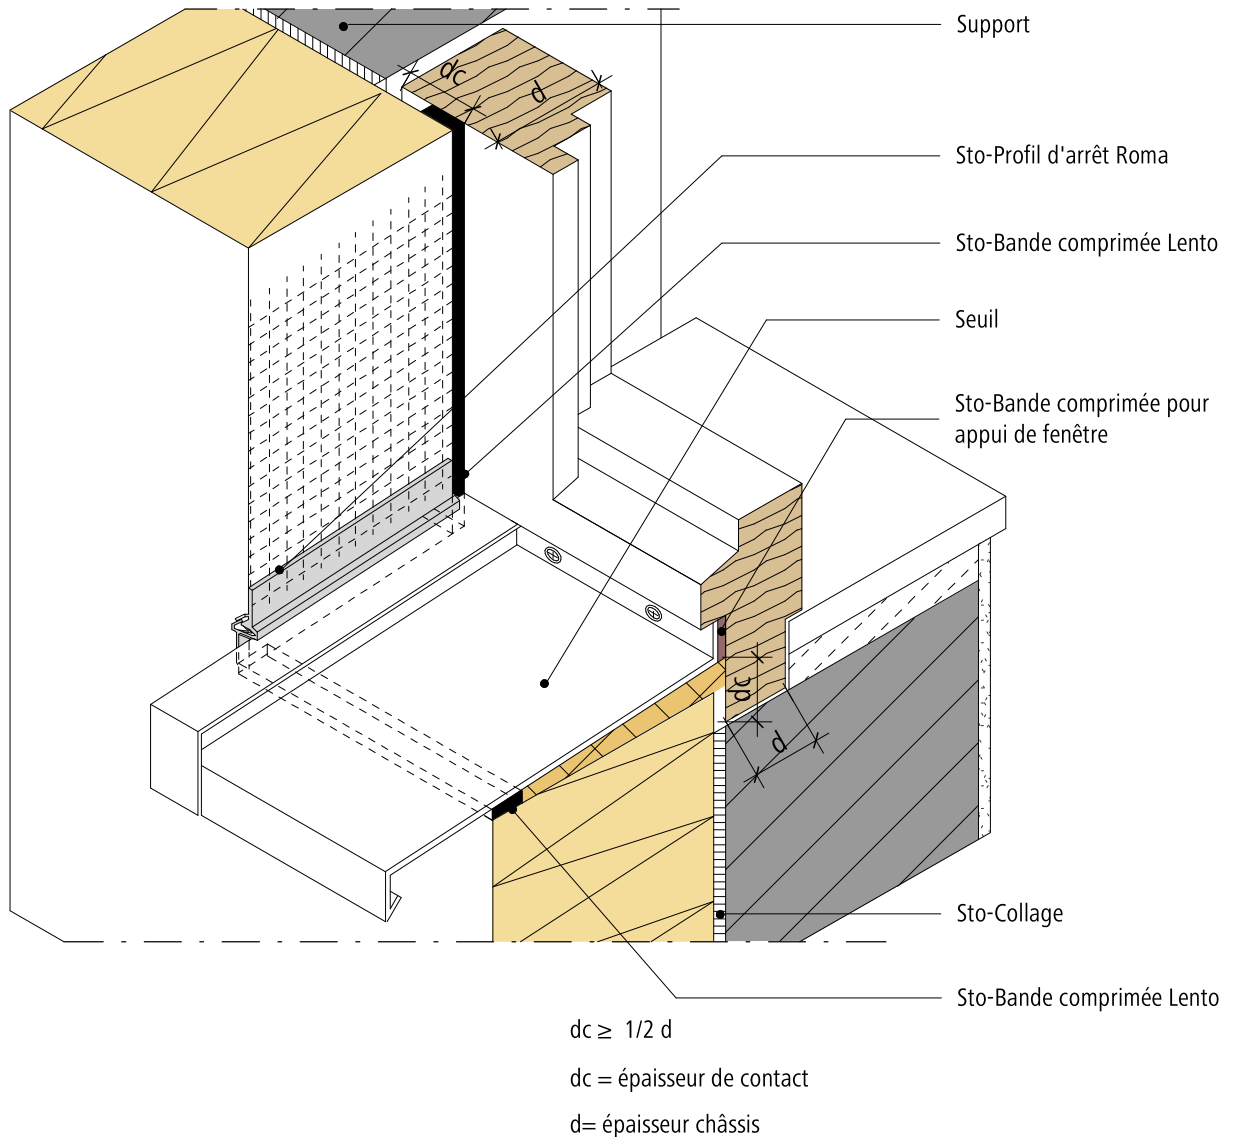 Support
dc
d
Sto-Profil d'arrêt Roma
Sto-Bande comprimée Lento
Seuil
Sto-Bande comprimée pour
appui de fenêtre
dc
d
Sto-Collage
Sto-Bande comprimée Lento
dc ≥ 1/2 d
dc = épaisseur de contact
d= épaisseur châssis